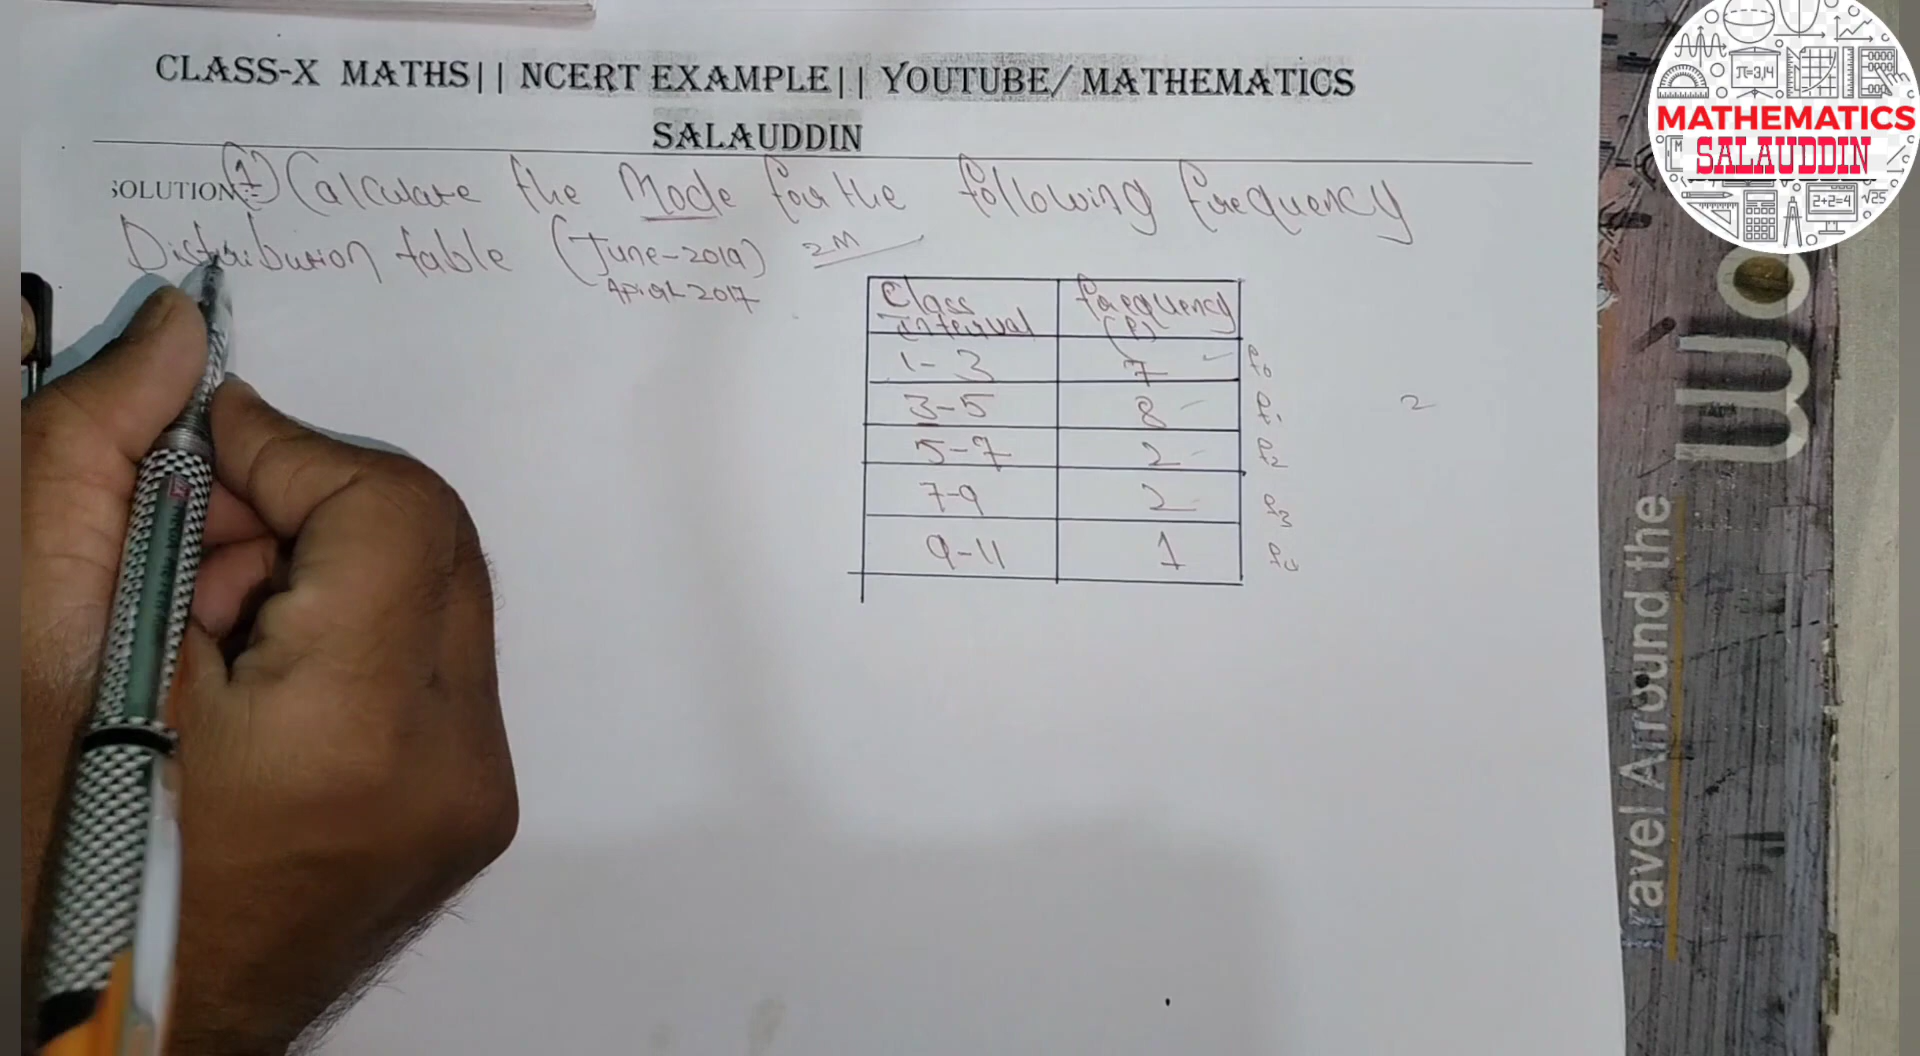 CLASS-X MATHS|| NCERT EXAMPLE|| YOUTUBE/ MATHEMATICS
SALAUDDIN
SOLUTION:
1) Calculate the Mode for the following frequency
Distribution table (June-2019) 2M
April 2017
Class interval frequency (f)
1-3 7 f0
3-5 8 f1
5-7 2 f2
7-9 2 f3
9-11 1
2
MATHEMATICS
SALAUDDIN
π=3,14
2+2=4
√25
Wo
ravel Arround the